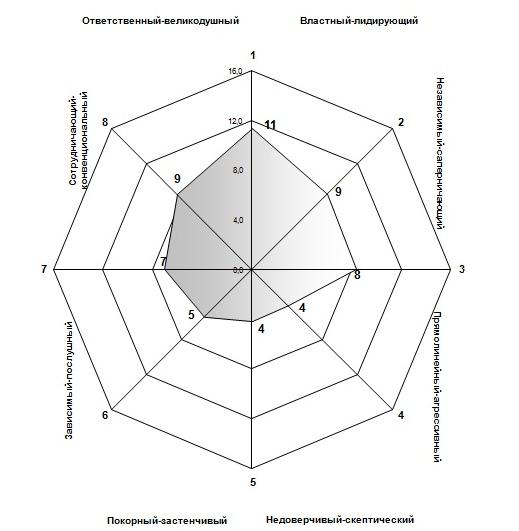 Ответственный-великодушный
Властный-лидирующий
1
16,0
Сотрудничающий-
конвенциональный
8
12,0
11
2
Независимый-саперничающий
9
8,0
9
4,0
7
7
0,0
8
3
5
4
4
Зависимый-послушный
Прямолинейный-агрессивный
6
4
5
Покорный-застенчивый
Недоверчивый-скептический